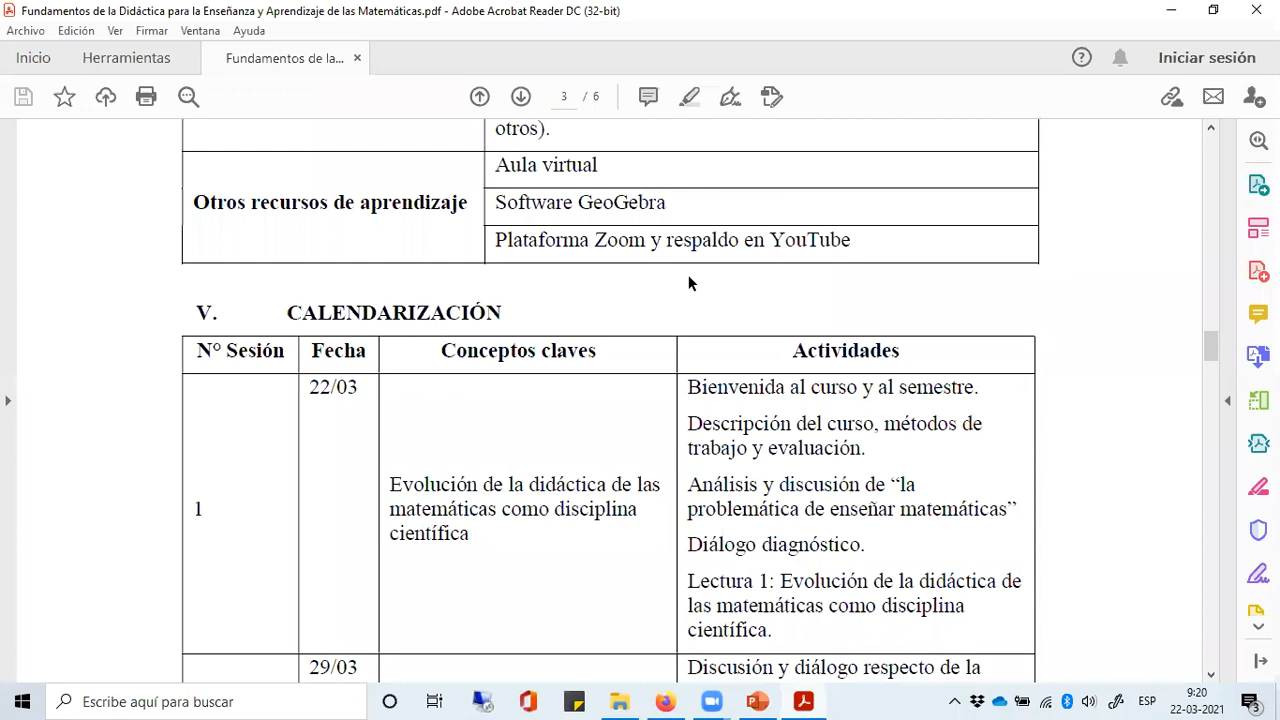 Fundamentos de la Didáctica para la Enseñanza y Aprendizaje de las Matemáticas.pdf - Adobe Acrobat Reader DC (32-bit)
Archivo Edición Ver Firmar Ventana Ayuda
Inicio Herramientas Fundamentos de la... × Iniciar sesión
3 / 6
otros).
Otros recursos de aprendizaje
Aula virtual
Software GeoGebra
Plataforma Zoom y respaldo en YouTube
V. CALENDARIZACIÓN
N° Sesión Fecha Conceptos claves Actividades
1
22/03
Evolución de la didáctica de las
matemáticas como disciplina
científica
Bienvenida al curso y al semestre.
Descripción del curso, métodos de
trabajo y evaluación.
Análisis y discusión de “la
problemática de enseñar matemáticas”
Diálogo diagnóstico.
Lectura 1: Evolución de la didáctica de
las matemáticas como disciplina
científica.
29/03
Discusión y diálogo respecto de la
Escribe aquí para buscar
ESP
9:20
22-03-2021
3